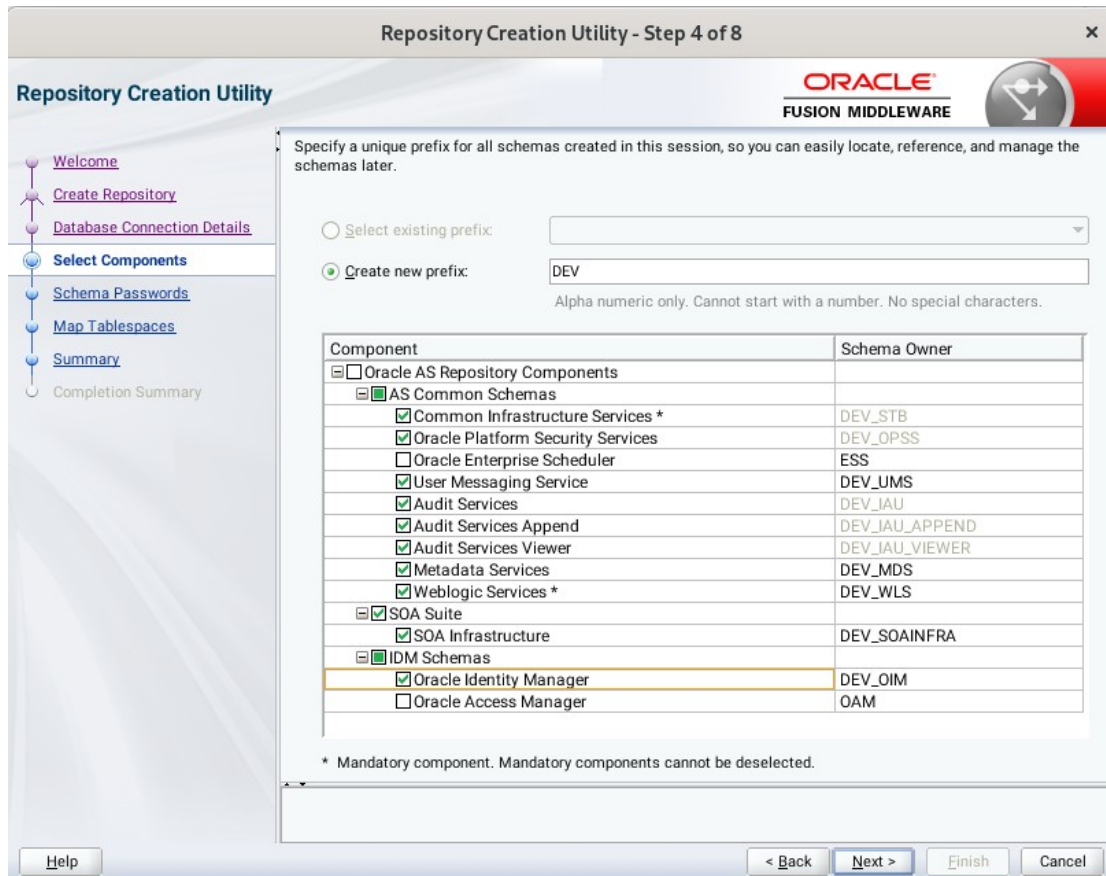 Repository Creation Utility - Step 4 of 8
×
Repository Creation Utility
ORACLE
FUSION MIDDLEWARE
Welcome
Create Repository
Database Connection Details
Select Components
Schema Passwords
Map Tablespaces
Summary
Completion Summary
Specify a unique prefix for all schemas created in this session, so you can easily locate, reference, and manage the
schemas later.
Select existing prefix:
Create new prefix: DEV
Alpha numeric only. Cannot start with a number. No special characters.
Component Schema Owner
Oracle AS Repository Components
AS Common Schemas
Common Infrastructure Services * DEV_STB
Oracle Platform Security Services DEV_OPSS
Oracle Enterprise Scheduler ESS
User Messaging Service DEV_UMS
Audit Services DEV_IAU
Audit Services Append DEV_IAU_APPEND
Audit Services Viewer DEV_IAU_VIEWER
Metadata Services DEV_MDS
Weblogic Services * DEV_WLS
SOA Suite
SOA Infrastructure DEV_SOAINFRA
IDM Schemas
Oracle Identity Manager DEV_OIM
Oracle Access Manager OAM
* Mandatory component. Mandatory components cannot be deselected.
Help < Back Next > Finish Cancel